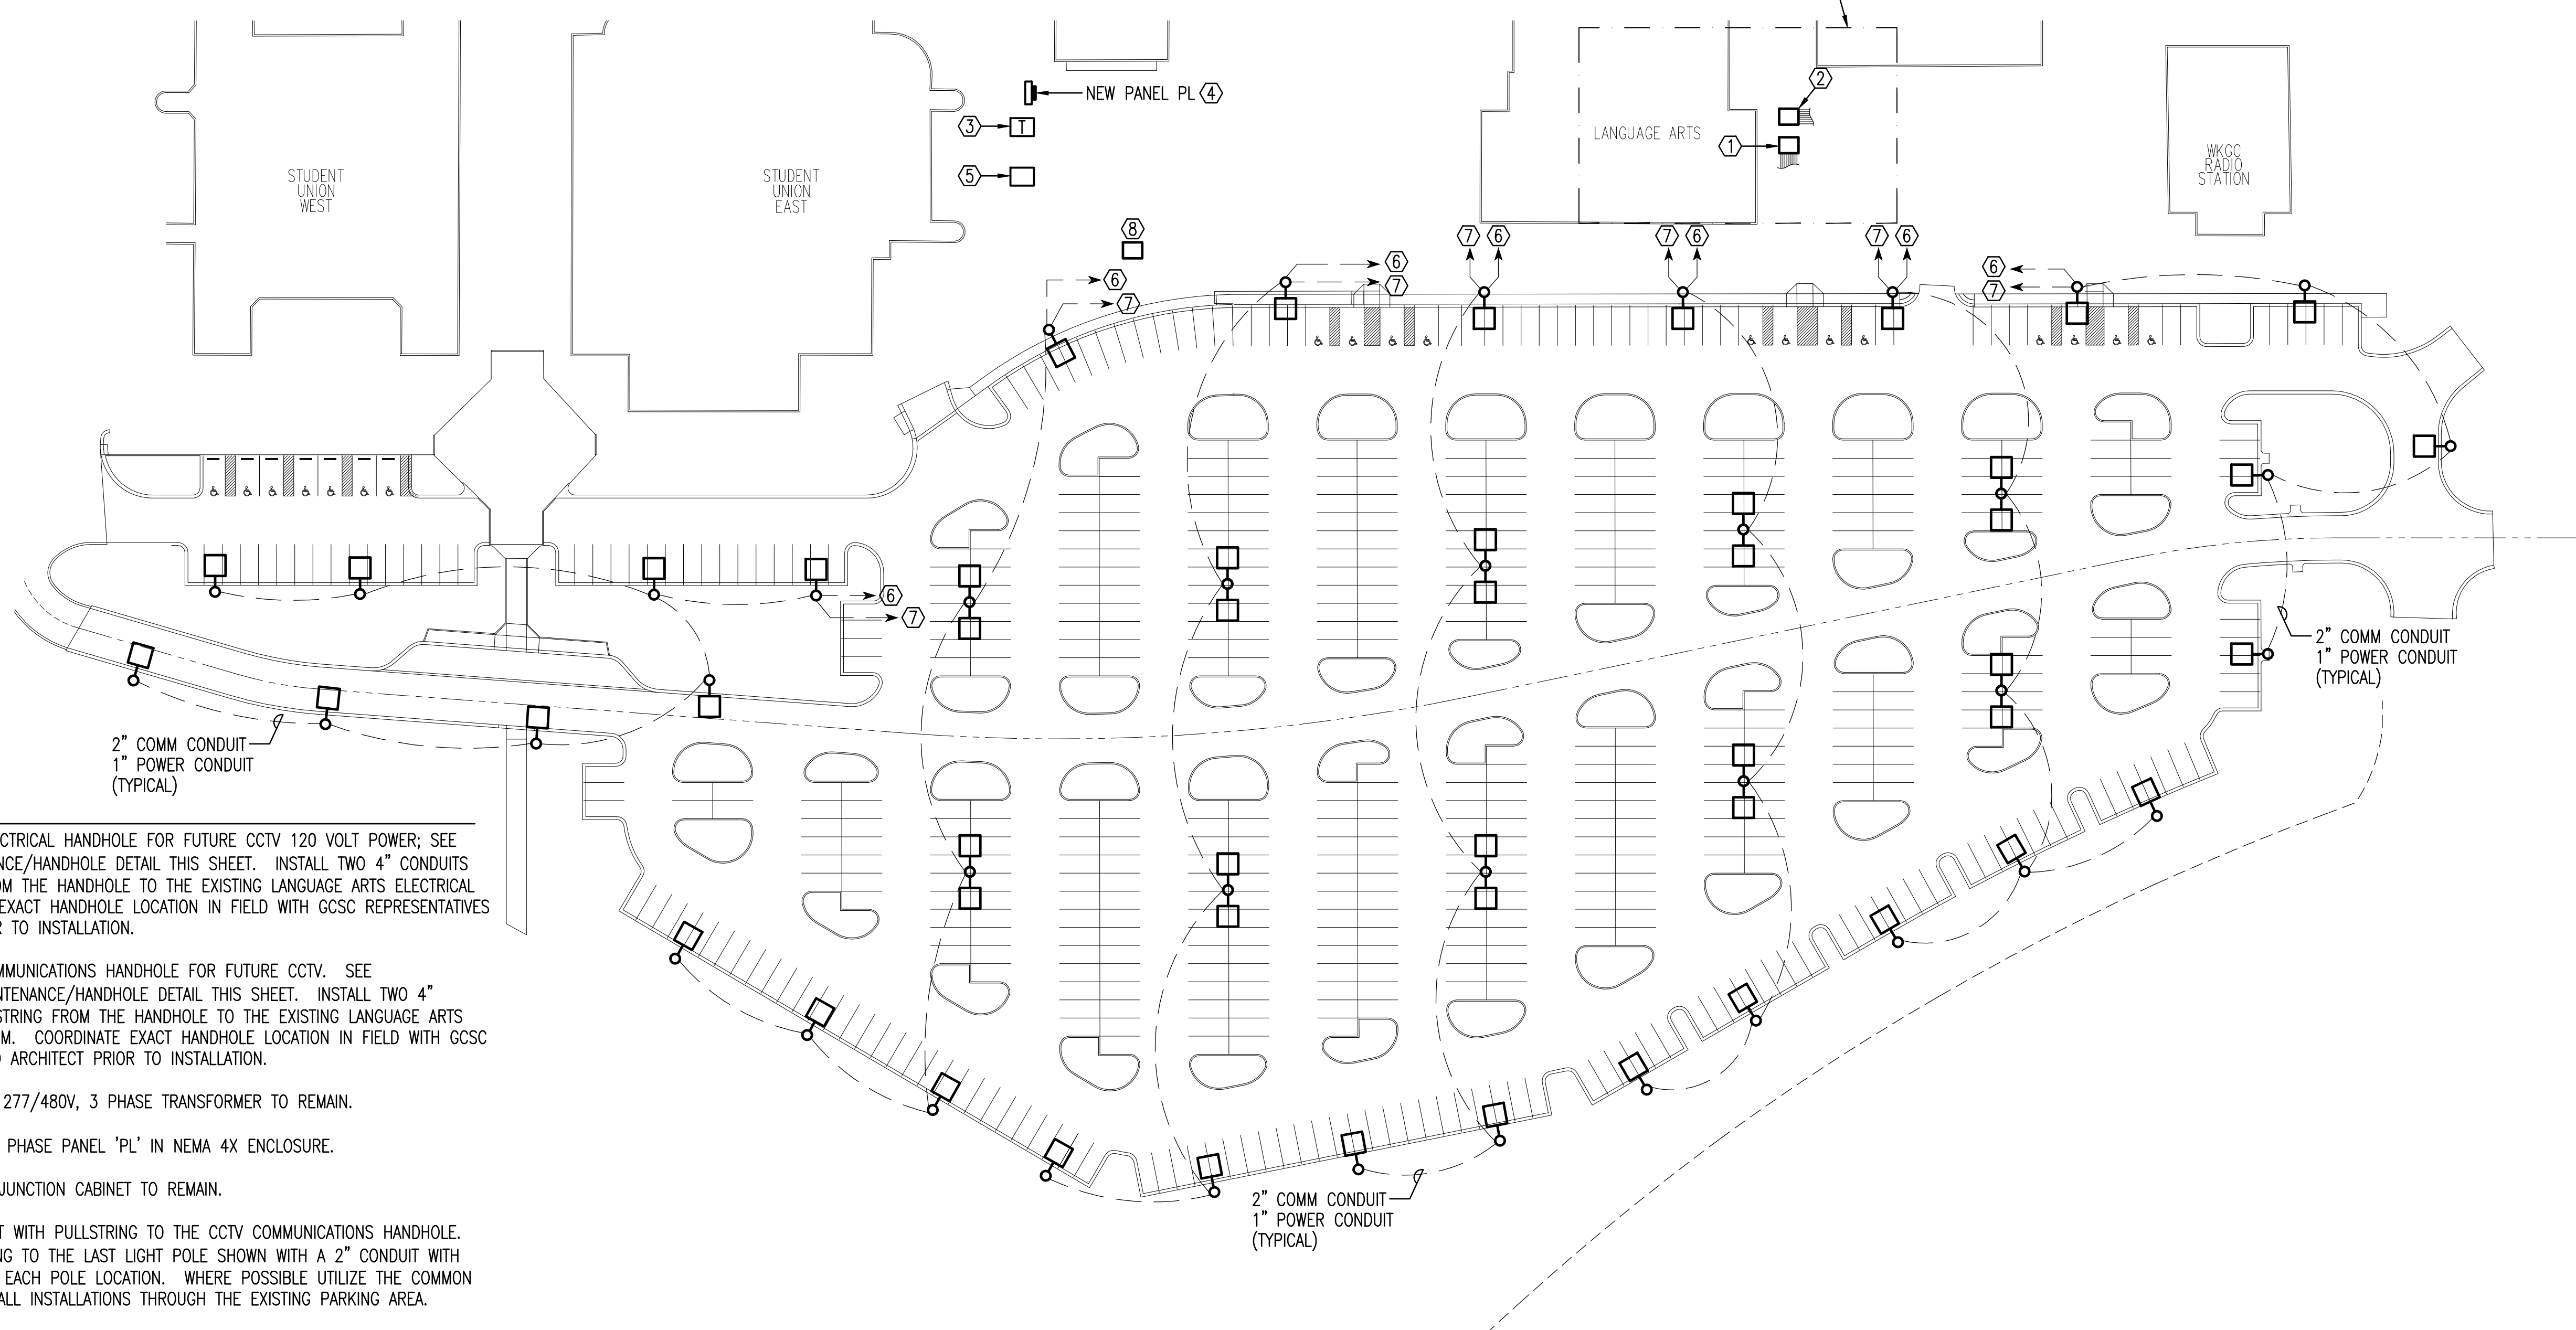 STUDENT
UNION
WEST
STUDENT
UNION
EAST
NEW PANEL PL 4
3
T
5
LANGUAGE ARTS
2
1
WKGC
RADIO
STATION
8
6
7
6
7
7 6
7 6
7 6
6
7
6
7
2" COMM CONDUIT
1" POWER CONDUIT
(TYPICAL)
2" COMM CONDUIT
1" POWER CONDUIT
(TYPICAL)
2" COMM CONDUIT
1" POWER CONDUIT
(TYPICAL)
ECTRICAL HANDHOLE FOR FUTURE CCTV 120 VOLT POWER; SEE
NCE/HANDHOLE DETAIL THIS SHEET. INSTALL TWO 4" CONDUITS
OM THE HANDHOLE TO THE EXISTING LANGUAGE ARTS ELECTRICAL
EXACT HANDHOLE LOCATION IN FIELD WITH GCSC REPRESENTATIVES
R TO INSTALLATION.
MMUNICATIONS HANDHOLE FOR FUTURE CCTV. SEE
NTENANCE/HANDHOLE DETAIL THIS SHEET. INSTALL TWO 4"
STRING FROM THE HANDHOLE TO THE EXISTING LANGUAGE ARTS
M. COORDINATE EXACT HANDHOLE LOCATION IN FIELD WITH GCSC
D ARCHITECT PRIOR TO INSTALLATION.
277/480V, 3 PHASE TRANSFORMER TO REMAIN.
PHASE PANEL 'PL' IN NEMA 4X ENCLOSURE.
JUNCTION CABINET TO REMAIN.
T WITH PULLSTRING TO THE CCTV COMMUNICATIONS HANDHOLE.
NG TO THE LAST LIGHT POLE SHOWN WITH A 2" CONDUIT WITH
EACH POLE LOCATION. WHERE POSSIBLE UTILIZE THE COMMON
ALL INSTALLATIONS THROUGH THE EXISTING PARKING AREA.